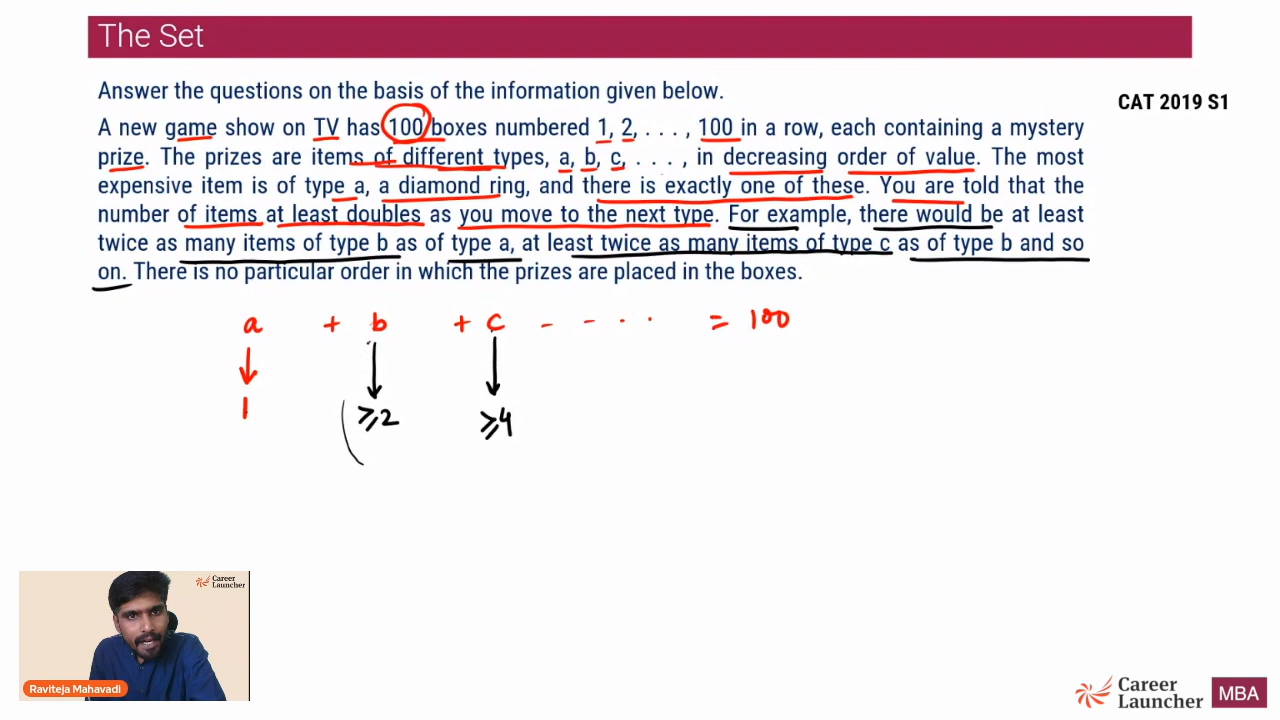 The Set
Answer the questions on the basis of the information given below.
CAT 2019 S1
A new game show on TV has 100 boxes numbered 1, 2, . . . , 100 in a row, each containing a mystery
prize. The prizes are items of different types, a, b, c, . . . , in decreasing order of value. The most
expensive item is of type a, a diamond ring, and there is exactly one of these. You are told that the
number of items at least doubles as you move to the next type. For example, there would be at least
twice as many items of type b as of type a, at least twice as many items of type c as of type b and so
on. There is no particular order in which the prizes are placed in the boxes.
a + b + c - - . . = 100
1 ≥2 ≥4
Career
Launcher
Raviteja Mahavadi
Career
Launcher MBA